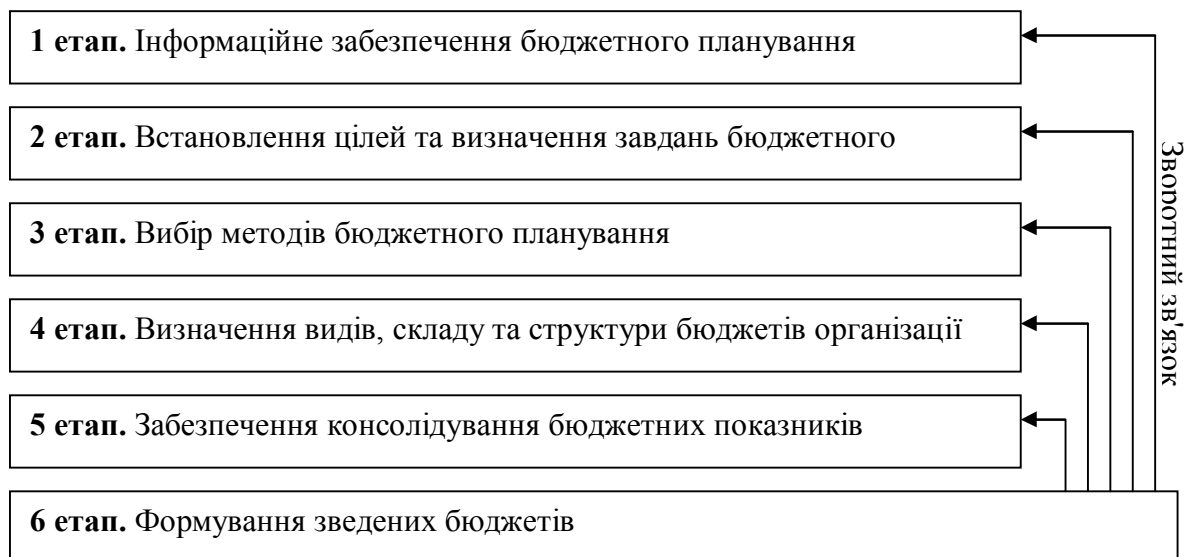 1 етап. Інформаційне забезпечення бюджетного планування
2 етап. Встановлення цілей та визначення завдань бюджетного
3 етап. Вибір методів бюджетного планування
4 етап. Визначення видів, складу та структури бюджетів організації
5 етап. Забезпечення консолідування бюджетних показників
6 етап. Формування зведених бюджетів
Зворотний зв'язок